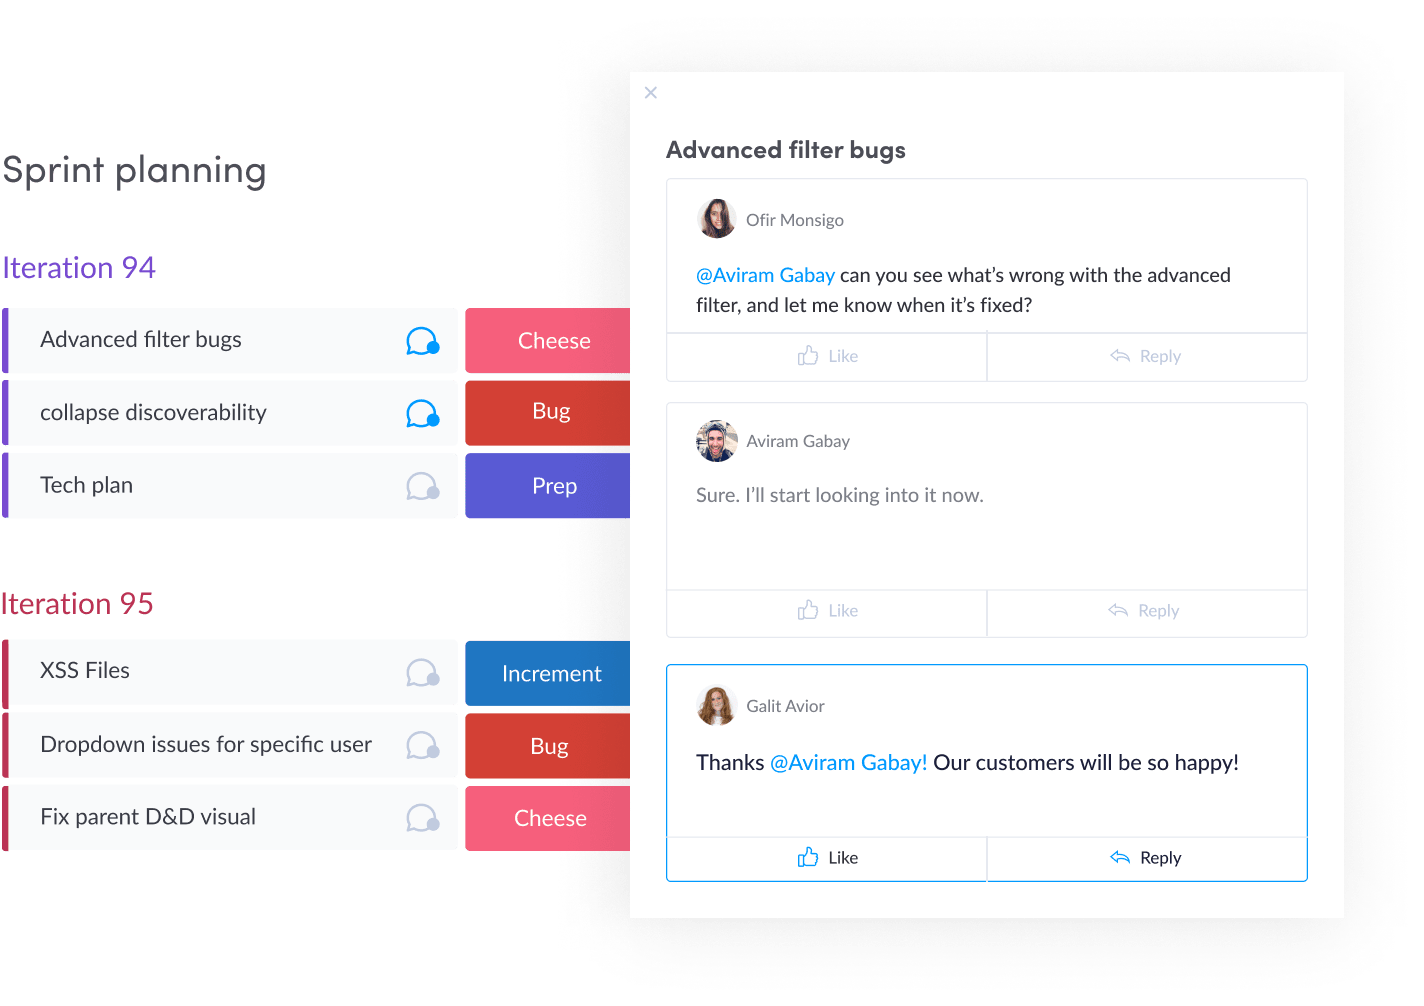 Sprint planning
Iteration 94
Advanced filter bugs
Cheese
collapse discoverability
Bug
Tech plan
Prep
Iteration 95
XSS Files
Increment
Dropdown issues for specific user
Bug
Fix parent D&D visual
Cheese
Advanced filter bugs
Ofir Monsigo
@Aviram Gabay can you see what’s wrong with the advanced
filter, and let me know when it’s fixed?
Like
Reply
Aviram Gabay
Sure. I’ll start looking into it now.
Like
Reply
Galit Avior
Thanks @Aviram Gabay! Our customers will be so happy!
Like
Reply